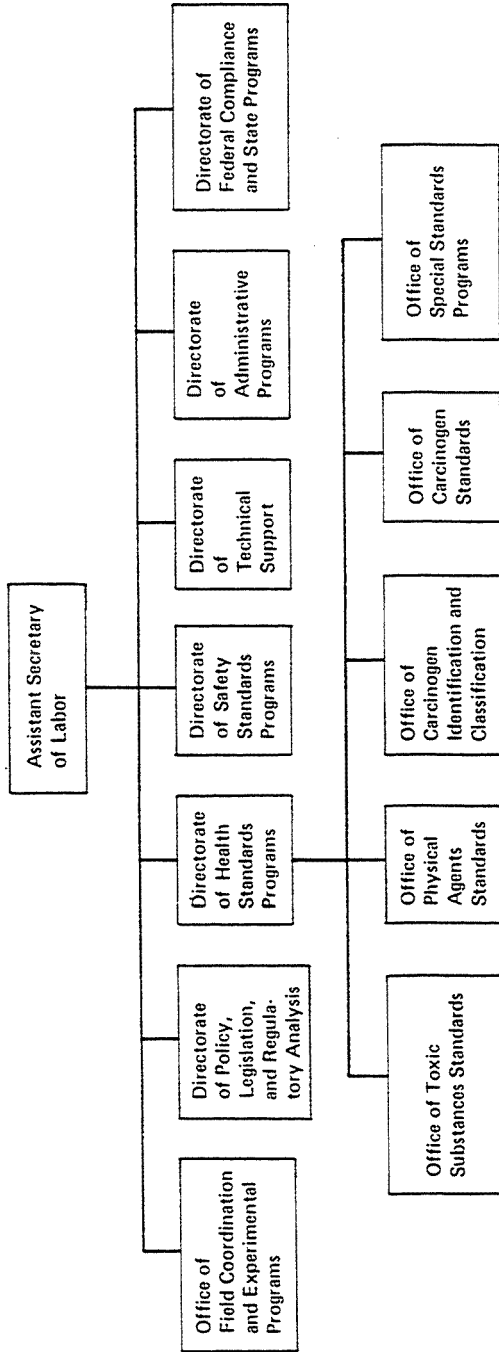 Assistant Secretary
of Labor
Office of
Field Coordination
and Experimental
Programs
Directorate
of Policy,
Legislation,
and Regula-
tory Analysis
Directorate
of Health
Standards
Programs
Directorate
of Safety
Standards
Programs
Directorate
of
Technical
Support
Directorate
of
Administrative
Programs
Directorate of
Federal Compliance
and State Programs
Office of Toxic
Substances Standards
Office of
Physical
Agents
Standards
Office of
Carcinogen
Identification and
Classification
Office of
Carcinogen
Standards
Office of
Special Standards
Programs